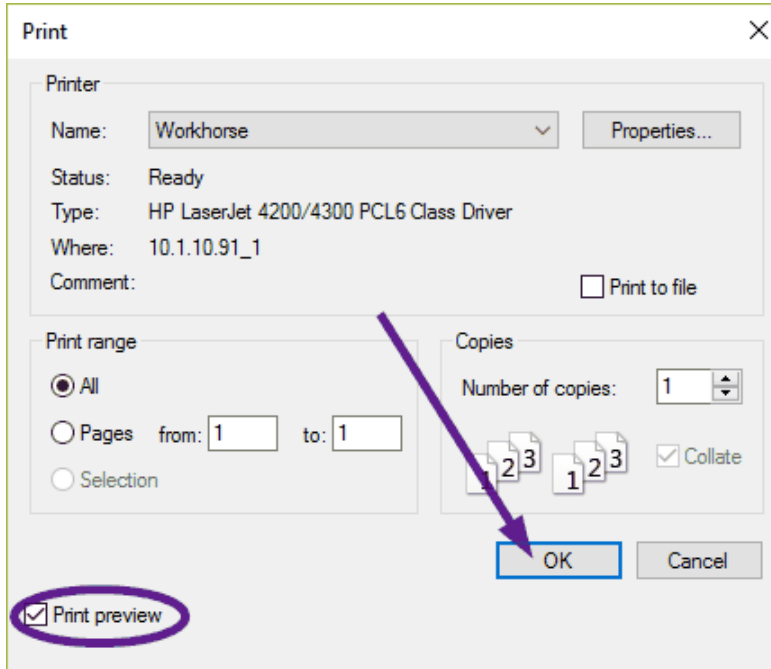 Print
Printer
Name: Workhorse Properties...
Status: Ready
Type: HP LaserJet 4200/4300 PCL6 Class Driver
Where: 10.1.10.91_1
Comment: Print to file
Print range
All
Pages from: 1 to: 1
Selection
Copies
Number of copies: 1
1 2 3 1 2 3 Collate
OK Cancel
Print preview